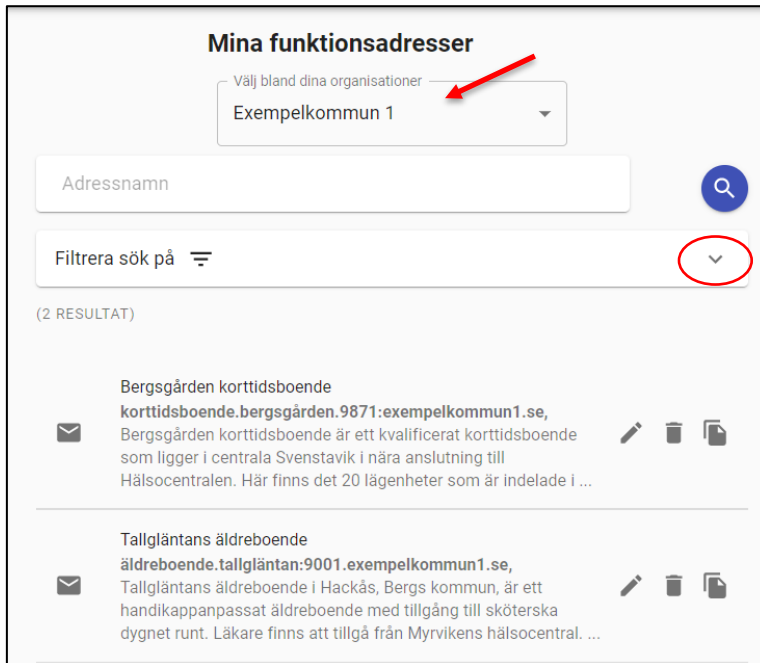 Mina funktionsadresser
Välj bland dina organisationer
Exempelkommun 1
Adressnamn
Filtrera sök på
(2 RESULTAT)
Bergsgården korttidsboende
korttidsboende.bergsgården.9871:exempelkommun1.se,
Bergsgården korttidsboende är ett kvalificerat korttidsboende
som ligger i centrala Svenstavik i nära anslutning till
Hälsocentralen. Här finns det 20 lägenheter som är indelade i ...
Tallgläntans äldreboende
äldreboende.tallgläntan:9001.exempelkommun1.se,
Tallgläntans äldreboende i Hackås, Bergs kommun, är ett
handikappanpassat äldreboende med tillgång till sköterska
dygnet runt. Läkare finns att tillgå från Myrvikens hälsocentral. ...